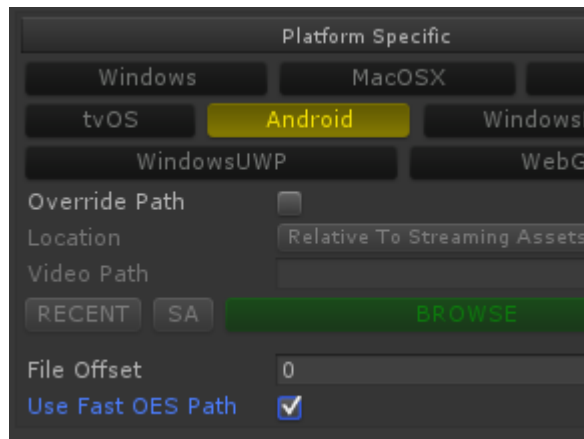 Platform Specific
Windows MacOSX
tvOS Android Windows
WindowsUWP WebG
Override Path
Location Relative To Streaming Assets
Video Path
RECENT SA BROWSE
File Offset 0
Use Fast OES Path